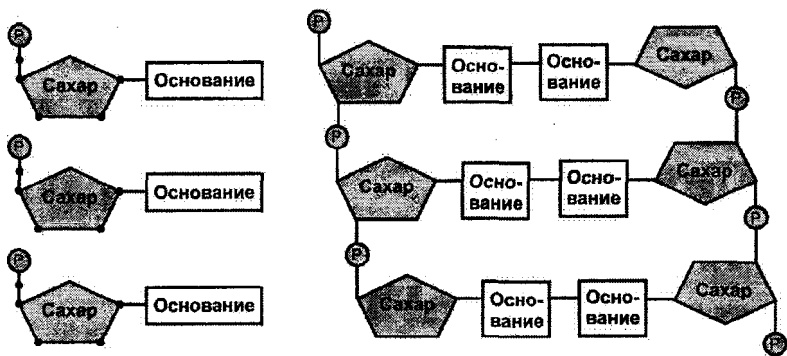 P
Сахар
Основание
P
Сахар
Основание
P
Сахар
Основание
P
Сахар
Осно-
вание
Осно-
вание
Сахар
P
P
Сахар
Осно-
вание
Осно-
вание
Сахар
P
P
Сахар
Осно-
вание
Осно-
вание
Сахар
P